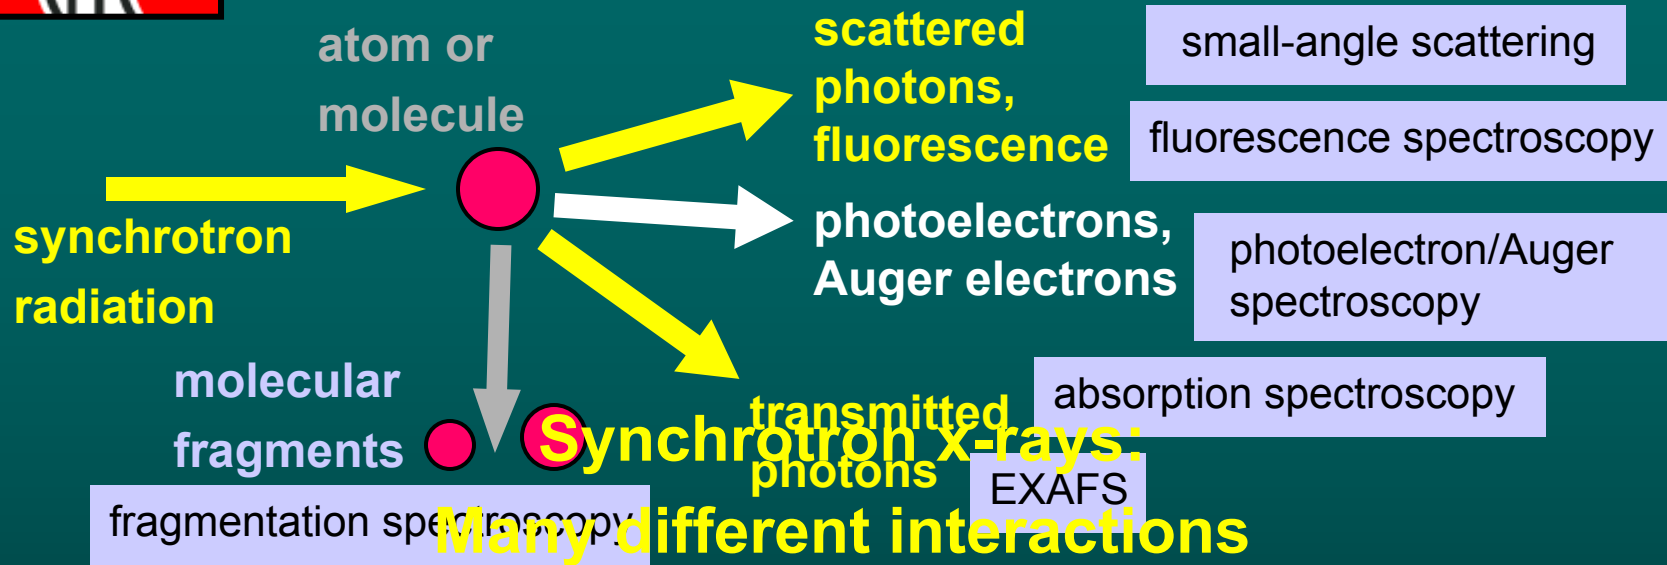 atom or
molecule
scattered
photons,
fluorescence
small-angle scattering
fluorescence spectroscopy
synchrotron
radiation
photoelectrons,
Auger electrons
photoelectron/Auger
spectroscopy
molecular
fragments
transmitted
photons
absorption spectroscopy
EXAFS
fragmentation spectroscopy
Synchrotron x-rays:
Many different interactions